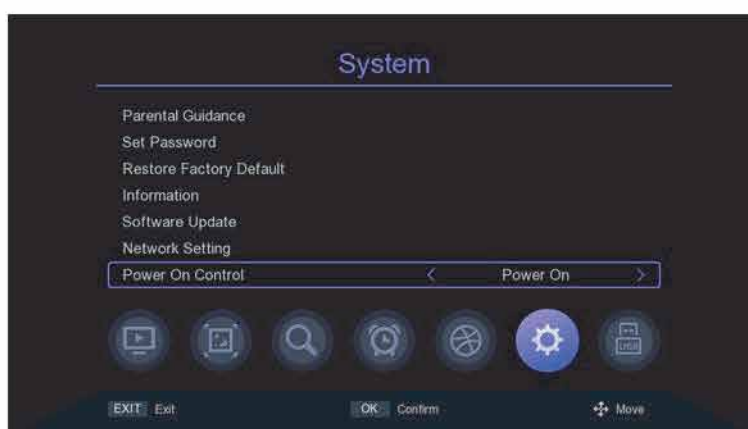 System
Parental Guidance
Set Password
Restore Factory Default
Information
Software Update
Network Setting
Power On Control < Power On >
USB
EXIT Exit OK Confirm Move